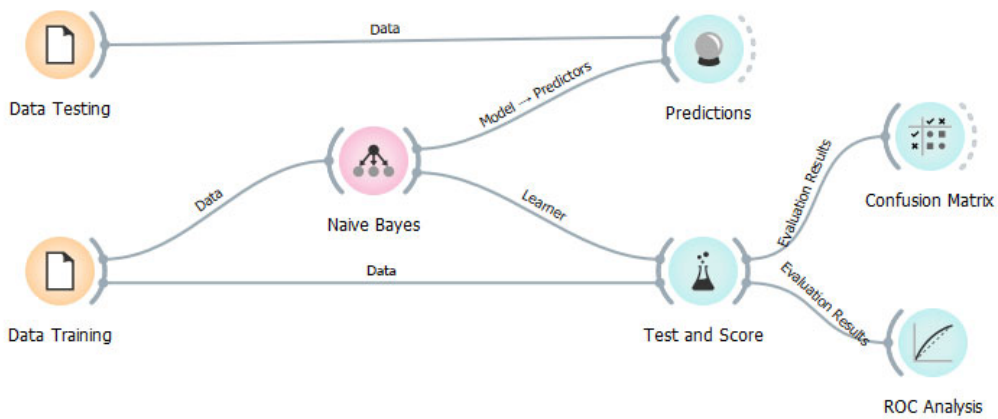 Data
Data Testing
Model → Predictors
Predictions
Data
Naive Bayes
Learner
Evaluation Results
Confusion Matrix
Data
Data Training
Test and Score
Evaluation Results
ROC Analysis